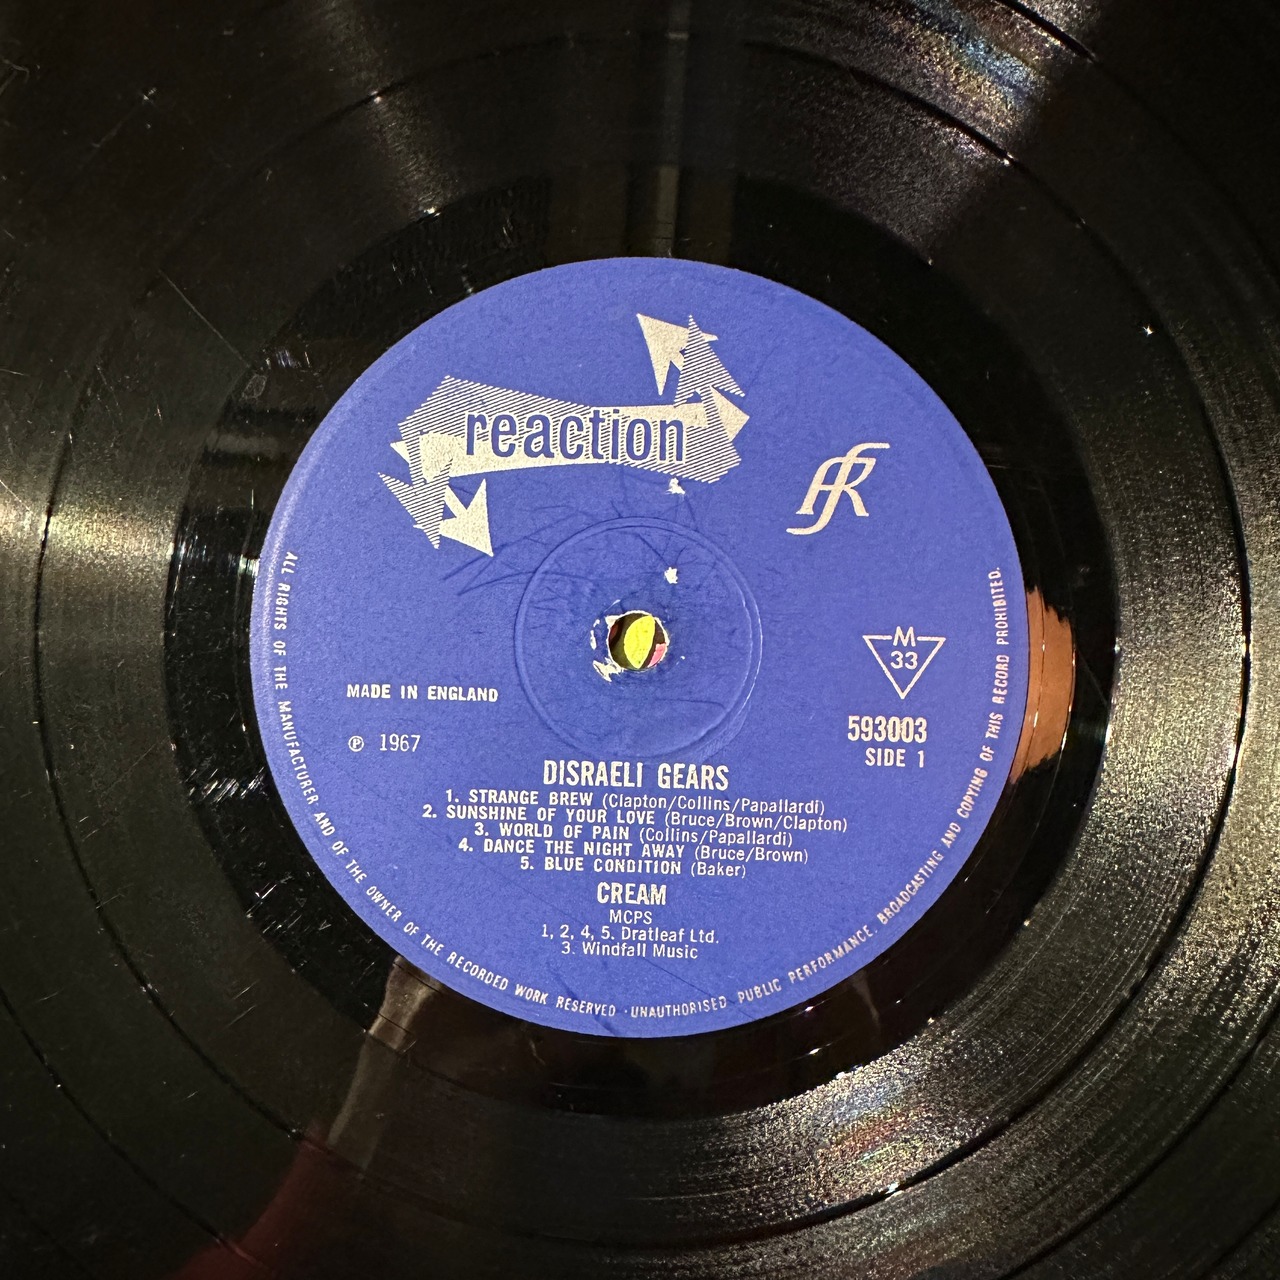 reaction
R
M
33
MADE IN ENGLAND
℗ 1967
593003
SIDE 1
DISRAELI GEARS
1. STRANGE BREW (Clapton/Collins/Papallardi)
2. SUNSHINE OF YOUR LOVE (Bruce/Brown/Clapton)
3. WORLD OF PAIN (Collins/Papallardi)
4. DANCE THE NIGHT AWAY (Bruce/Brown)
5. BLUE CONDITION (Baker)
CREAM
MCPS
1, 2, 4, 5. Dratleaf Ltd.
3. Windfall Music
ALL RIGHTS OF THE MANUFACTURER AND OF THE OWNER OF THE RECORDED WORK RESERVED · UNAUTHORISED PUBLIC PERFORMANCE, BROADCASTING AND COPYING OF THIS RECORD PROHIBITED.